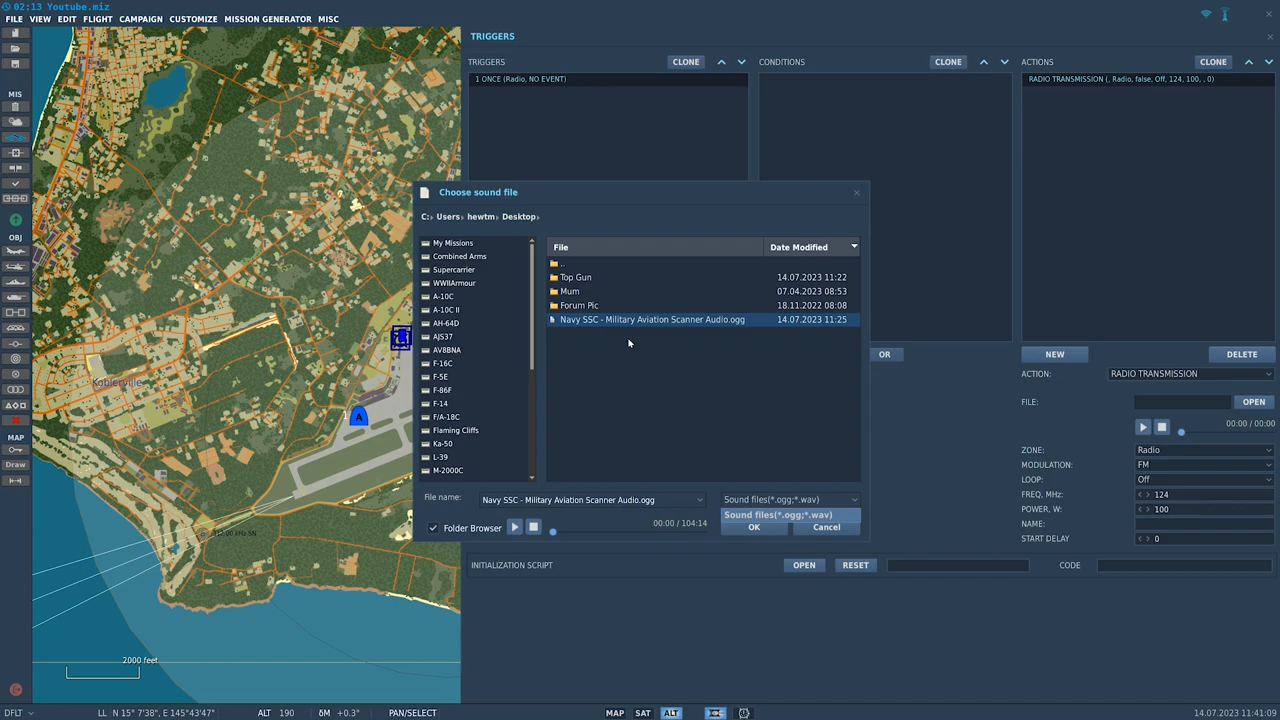 02:13 Youtube.miz
FILE VIEW EDIT FLIGHT CAMPAIGN CUSTOMIZE MISSION GENERATOR MISC
TRIGGERS
TRIGGERS CLONE CONDITIONS CLONE ACTIONS CLONE
1 ONCE (Radio, NO EVENT)
RADIO TRANSMISSION (, Radio, false, Off, 124, 100, , 0)
MIS
OBJ
MAP
Draw
Koblerville
1 A
312.00 kHz SN
2000 feet
Choose sound file
C: Users hewtm Desktop
My Missions
Combined Arms
Supercarrier
WWIIArmour
A-10C
A-10C II
AH-64D
AJS37
AV8BNA
F-16C
F-5E
F-86F
F-14
F/A-18C
Flaming Cliffs
Ka-50
L-39
M-2000C
File Date Modified
..
Top Gun 14.07.2023 11:22
Mum 07.04.2023 08:53
Forum Pic 18.11.2022 08:08
Navy SSC - Military Aviation Scanner Audio.ogg 14.07.2023 11:25
File name: Navy SSC - Military Aviation Scanner Audio.ogg Sound files(*.ogg;*.wav)
Sound files(*.ogg;*.wav)
Folder Browser 00:00 / 104:14 OK Cancel
OR NEW DELETE
ACTION: RADIO TRANSMISSION
FILE: OPEN
00:00 / 00:00
ZONE: Radio
MODULATION: FM
LOOP: Off
FREQ, MHz: 124
POWER, W: 100
NAME:
START DELAY 0
INITIALIZATION SCRIPT OPEN RESET CODE
DFLT LL N 15° 7'38", E 145°43'47" ALT 190 δM +0.3° PAN/SELECT MAP SAT ALT 14.07.2023 11:41:09